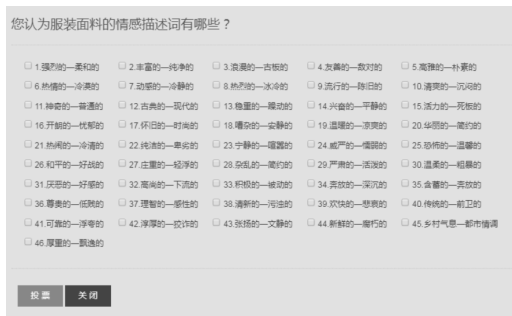 您认为服装面料的情感描述词有哪些？
1.强烈的—柔和的 2.丰富的—纯净的 3.浪漫的—古板的 4.友善的—敌对的 5.高雅的—朴素的
6.热情的—冷漠的 7.动感的—冷静的 8.热烈的—冰冷的 9.流行的—陈旧的 10.清爽的—沉闷的
11.神奇的—普通的 12.古典的—现代的 13.稳重的—躁动的 14.兴奋的—平静的 15.活力的—死板的
16.开朗的—忧郁的 17.怀旧的—时尚的 18.嘈杂的—安静的 19.温暖的—凉爽的 20.华丽的—简约的
21.热闹的—冷清的 22.纯洁的—卑劣的 23.宁静的—喧嚣的 24.威严的—懦弱的 25.恐怖的—温馨的
26.和平的—好战的 27.庄重的—轻浮的 28.杂乱的—简约的 29.严肃的—活泼的 30.温柔的—粗暴的
31.厌恶的—好感的 32.高尚的—下流的 33.积极的—被动的 34.奔放的—深沉的 35.含蓄的—奔放的
36.尊贵的—低贱的 37.理智的—感性的 38.清新的—污浊的 39.欢快的—悲哀的 40.传统的—前卫的
41.可靠的—浮夸的 42.淳厚的—狡诈的 43.张扬的—文静的 44.新鲜的—腐朽的 45.乡村气息—都市情调
46.厚重的—飘逸的
投票 关闭